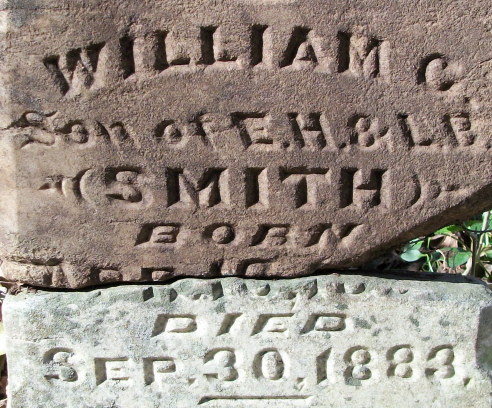 WILLIAM C
Son of E.H. & L.B.
(SMITH)
BORN
DIED
SEP. 30, 1883,